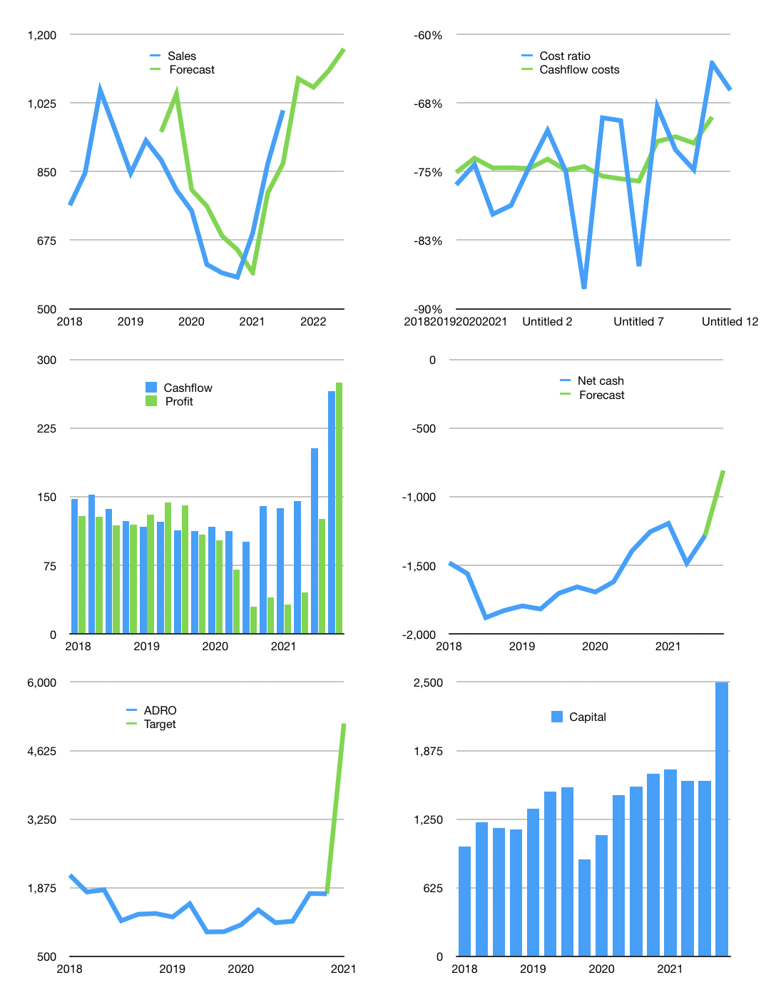 1,200
Sales
Forecast
1,025
850
675
500
2018 2019 2020 2021 2022
-60%
Cost ratio
Cashflow costs
-68%
-75%
-83%
-90%
2018201920202021 Untitled 2 Untitled 7 Untitled 12
300
Cashflow
Profit
225
150
75
0
2018 2019 2020 2021
0
Net cash
Forecast
-500
-1,000
-1,500
-2,000
2018 2019 2020 2021
6,000
ADRO
Target
4,625
3,250
1,875
500
2018 2019 2020 2021
2,500
Capital
1,875
1,250
625
0
2018 2019 2020 2021